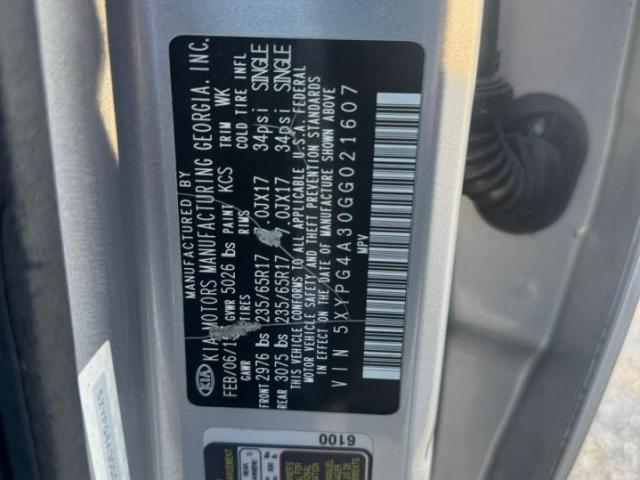 MANUFACTURED BY
KIA MOTORS MANUFACTURING GEORGIA, INC.
FEB/06/ GVWR 5026 lbs PAINT KCS TRIM WK
GAWR TIRES RIMS COLD TIRE INFL
FRONT 2976 lbs 235/65R17 7.0JX17 34psi SINGLE
REAR 3075 lbs 235/65R17 7.0JX17 34psi SINGLE
THIS VEHICLE CONFORMS TO ALL APPLICABLE U.S.A. FEDERAL
MOTOR VEHICLE SAFETY AND THEFT PREVENTION STANDARDS
IN EFFECT ON THE DATE OF MANUFACTURE SHOWN ABOVE
VIN 5XYPG4A30GG021607
MPV
KIA
6100